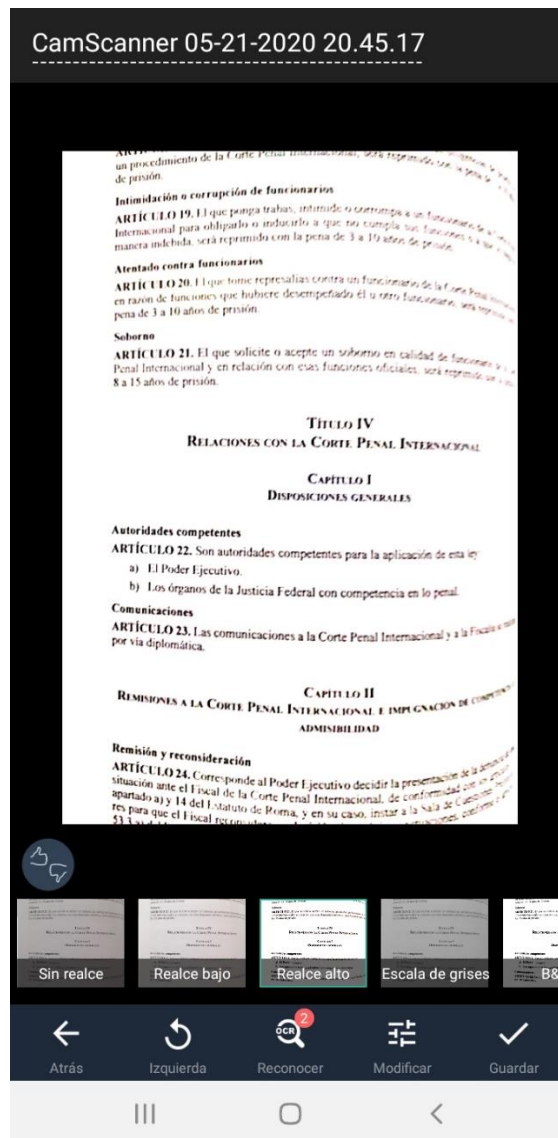 CamScanner 05-21-2020 20.45.17
un procedimiento de la Corte Penal Internacional, será reprimido con la pena de
de prisión.
Intimidación o corrupción de funcionarios
ARTÍCULO 19. El que ponga trabas, intimide o corrompa a un funcionario de la
Internacional para obligarlo o inducirlo a que no cumpla sus funciones o a que
manera indebida, será reprimido con la pena de 3 a 10 años de prisión.
Atentado contra funcionarios
ARTÍCULO 20. El que tome represalias contra un funcionario de la Corte Penal
en razón de funciones que hubiere desempeñado él u otro funcionario, será
pena de 3 a 10 años de prisión.
Soborno
ARTÍCULO 21. El que solicite o acepte un soborno en calidad de funcionario
Penal Internacional y en relación con esas funciones oficiales, será reprimido
8 a 15 años de prisión.
TÍTULO IV
RELACIONES CON LA CORTE PENAL INTERNACIONAL
CAPÍTULO I
DISPOSICIONES GENERALES
Autoridades competentes
ARTÍCULO 22. Son autoridades competentes para la aplicación de esta ley:
a) El Poder Ejecutivo.
b) Los órganos de la Justicia Federal con competencia en lo penal.
Comunicaciones
ARTÍCULO 23. Las comunicaciones a la Corte Penal Internacional y a la Fiscalía
por vía diplomática.
CAPÍTULO II
REMISIONES A LA CORTE PENAL INTERNACIONAL E IMPUGNACIÓN DE
ADMISIBILIDAD
Remisión y reconsideración
ARTÍCULO 24. Corresponde al Poder Ejecutivo decidir la presentación de la denuncia
situación ante el Fiscal de la Corte Penal Internacional, de conformidad con
apartado a) y 14 del Estatuto de Roma, y en su caso, instar a la Sala de Cuestiones
res para que el Fiscal
Sin realce
Realce bajo
Realce alto
Escala de grises
B&
2
OCR
Atrás
Izquierda
Reconocer
Modificar
Guardar